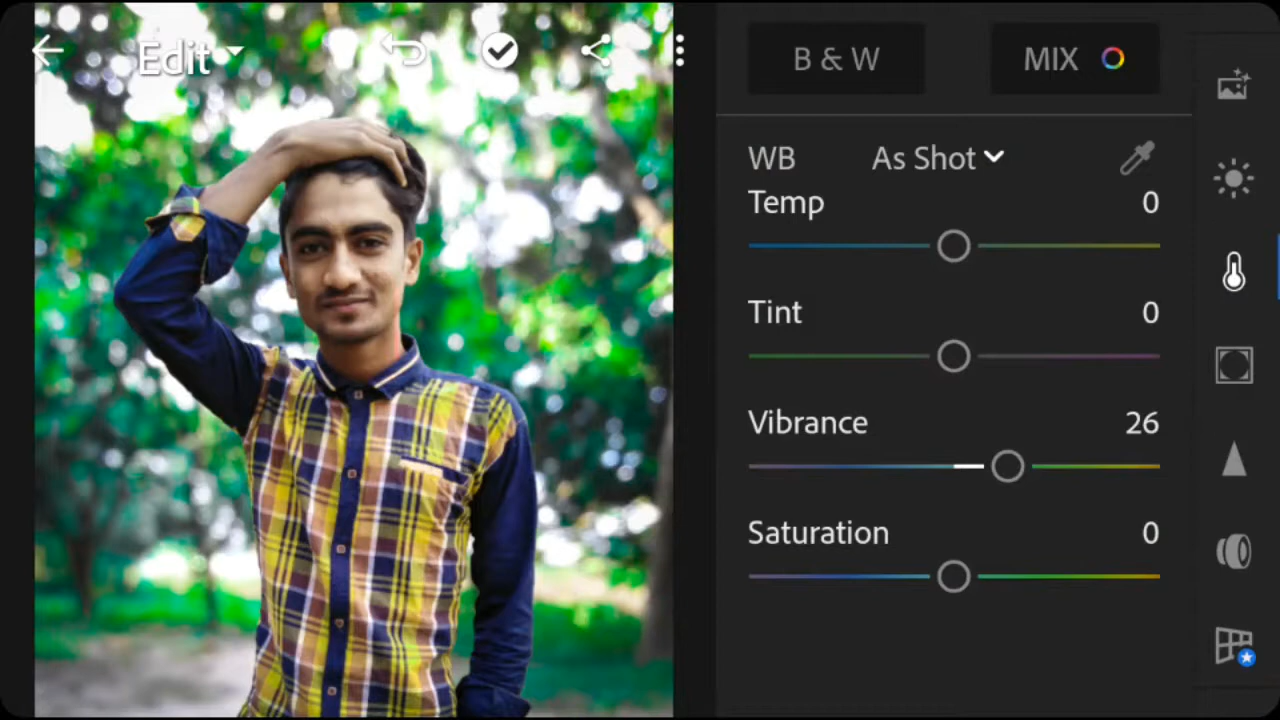 Edit
B & W
MIX
WB As Shot
Temp 0
Tint 0
Vibrance 26
Saturation 0